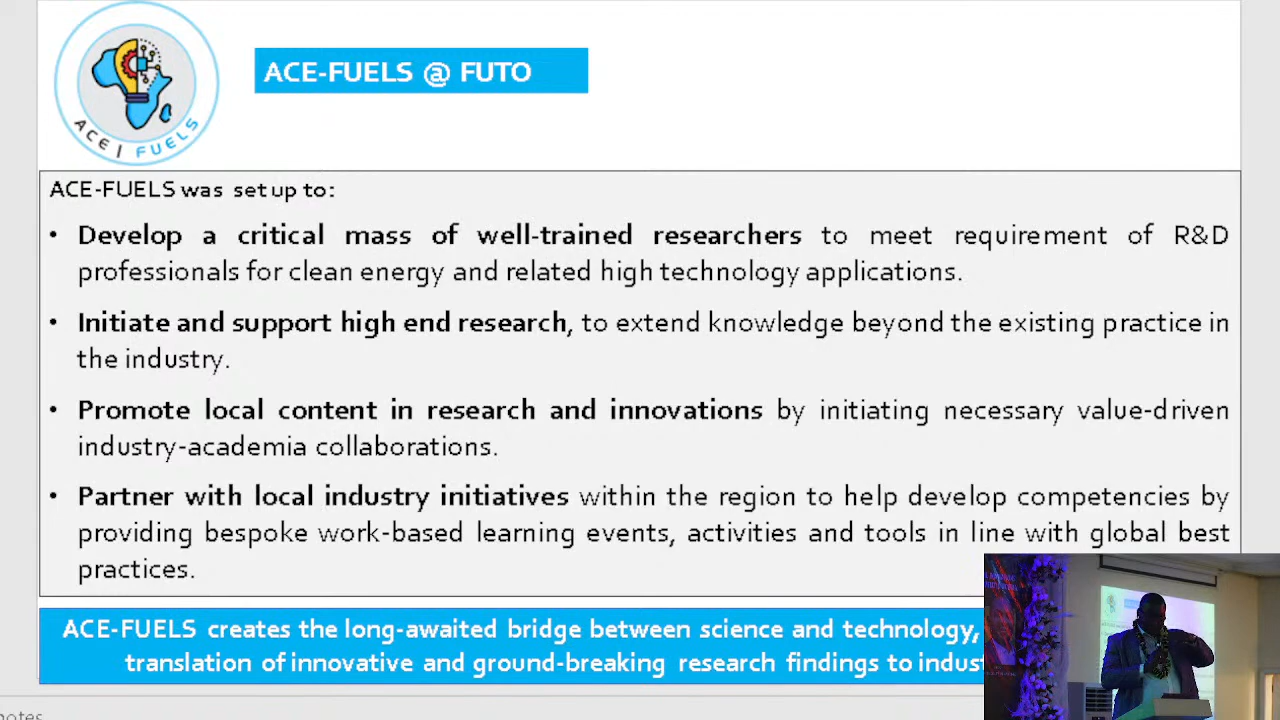 ACE-FUELS @ FUTO
ACE | FUELS
ACE-FUELS was set up to:
• Develop a critical mass of well-trained researchers to meet requirement of R&D
professionals for clean energy and related high technology applications.
• Initiate and support high end research, to extend knowledge beyond the existing practice in
the industry.
• Promote local content in research and innovations by initiating necessary value-driven
industry-academia collaborations.
• Partner with local industry initiatives within the region to help develop competencies by
providing bespoke work-based learning events, activities and tools in line with global best
practices.
ACE-FUELS creates the long-awaited bridge between science and technology,
translation of innovative and ground-breaking research findings to
notes